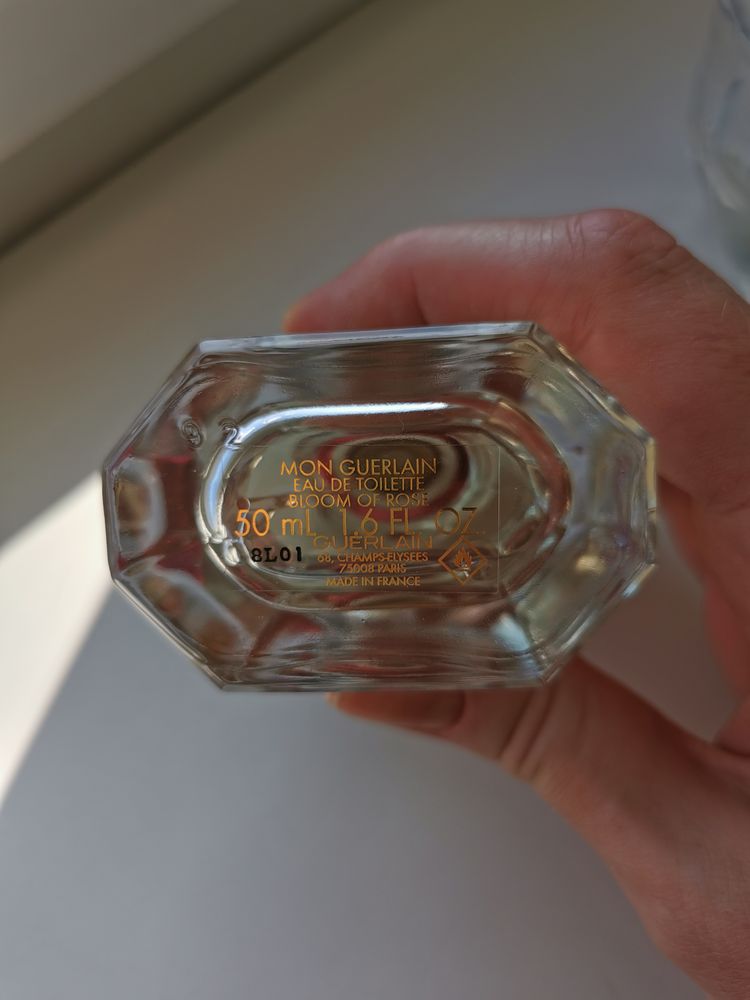 MON GUERLAIN
EAU DE TOILETTE
BLOOM OF ROSE
50 mL 1.6 FL. OZ.
GUERLAIN
8L01 68, CHAMPS-ELYSEES
75008 PARIS
MADE IN FRANCE